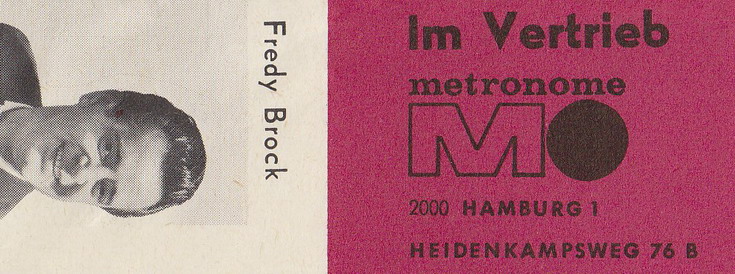 Fredy Brock
Im Vertrieb
metronome
MO
2000 HAMBURG 1
HEIDENKAMPSWEG 76 B